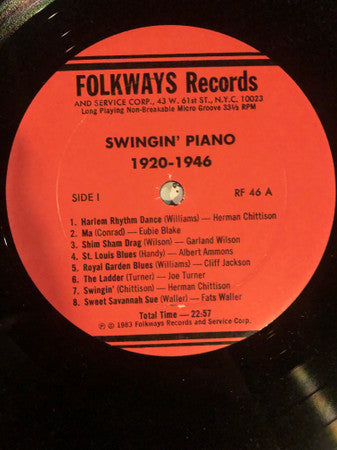 FOLKWAYS Records
AND SERVICE CORP., 43 W. 61st ST., N.Y.C. 10023
Long Playing Non-Breakable Micro Groove 33⅓ RPM
SWINGIN' PIANO
1920-1946
SIDE I
RF 46 A
1. Harlem Rhythm Dance (Williams) — Herman Chittison
2. Ma (Conrad) — Eubie Blake
3. Shim Sham Drag (Wilson) — Garland Wilson
4. St. Louis Blues (Handy) — Albert Ammons
5. Royal Garden Blues (Williams) — Cliff Jackson
6. The Ladder (Turner) — Joe Turner
7. Swingin' (Chittison) — Herman Chittison
8. Sweet Savannah Sue (Waller) — Fats Waller
Total Time — 22:57
℗ © 1983 Folkways Records and Service Corp.